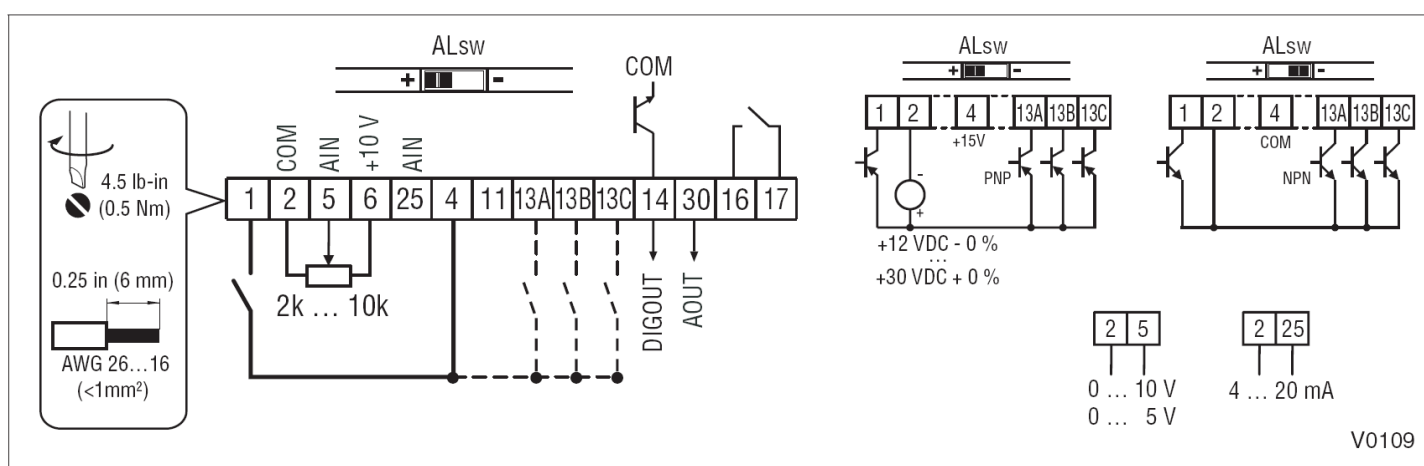 ALsw
+ -
4.5 lb-in
(0.5 Nm)
0.25 in (6 mm)
AWG 26…16
(<1mm²)
COM
AIN
+10 V
AIN
COM
1 2 5 6 25 4 11 13A 13B 13C 14 30 16 17
2k … 10k
DIGOUT
AOUT
ALsw
+ -
1 2 4 13A 13B 13C
+15V
PNP
-
+
+12 VDC - 0 %
…
+30 VDC + 0 %
ALsw
+ -
1 2 4 13A 13B 13C
COM
NPN
2 5
0 … 10 V
0 … 5 V
2 25
4 … 20 mA
V0109